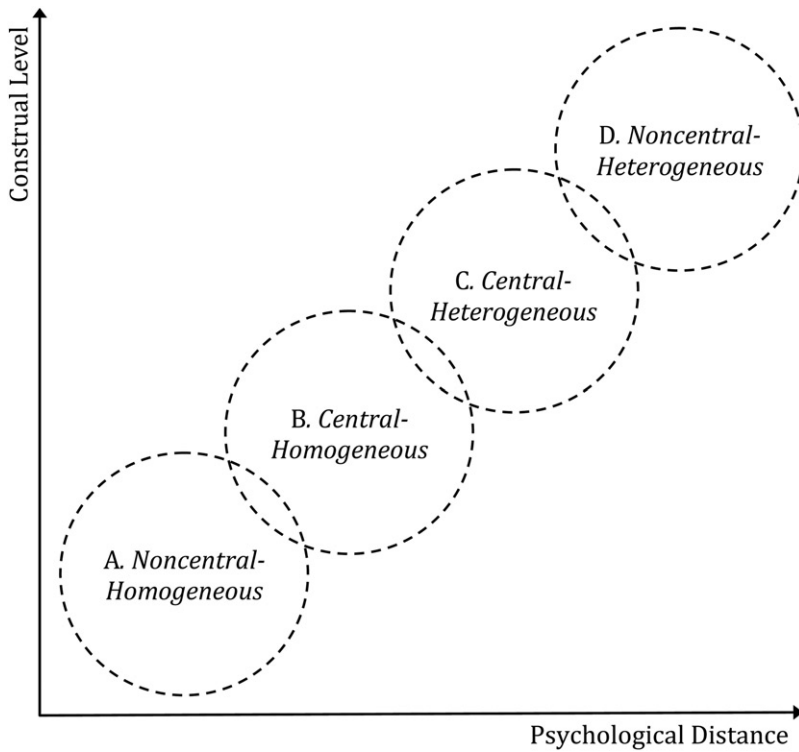 Construal Level
D. Noncentral-
Heterogeneous
C. Central-
Heterogeneous
B. Central-
Homogeneous
A. Noncentral-
Homogeneous
Psychological Distance